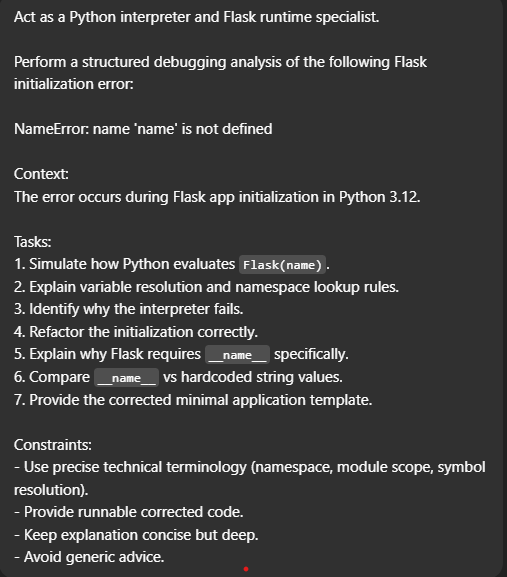 Act as a Python interpreter and Flask runtime specialist.
Perform a structured debugging analysis of the following Flask
initialization error:
NameError: name 'name' is not defined
Context:
The error occurs during Flask app initialization in Python 3.12.
Tasks:
1. Simulate how Python evaluates Flask(name).
2. Explain variable resolution and namespace lookup rules.
3. Identify why the interpreter fails.
4. Refactor the initialization correctly.
5. Explain why Flask requires __name__ specifically.
6. Compare __name__ vs hardcoded string values.
7. Provide the corrected minimal application template.
Constraints:
- Use precise technical terminology (namespace, module scope, symbol
resolution).
- Provide runnable corrected code.
- Keep explanation concise but deep.
- Avoid generic advice.